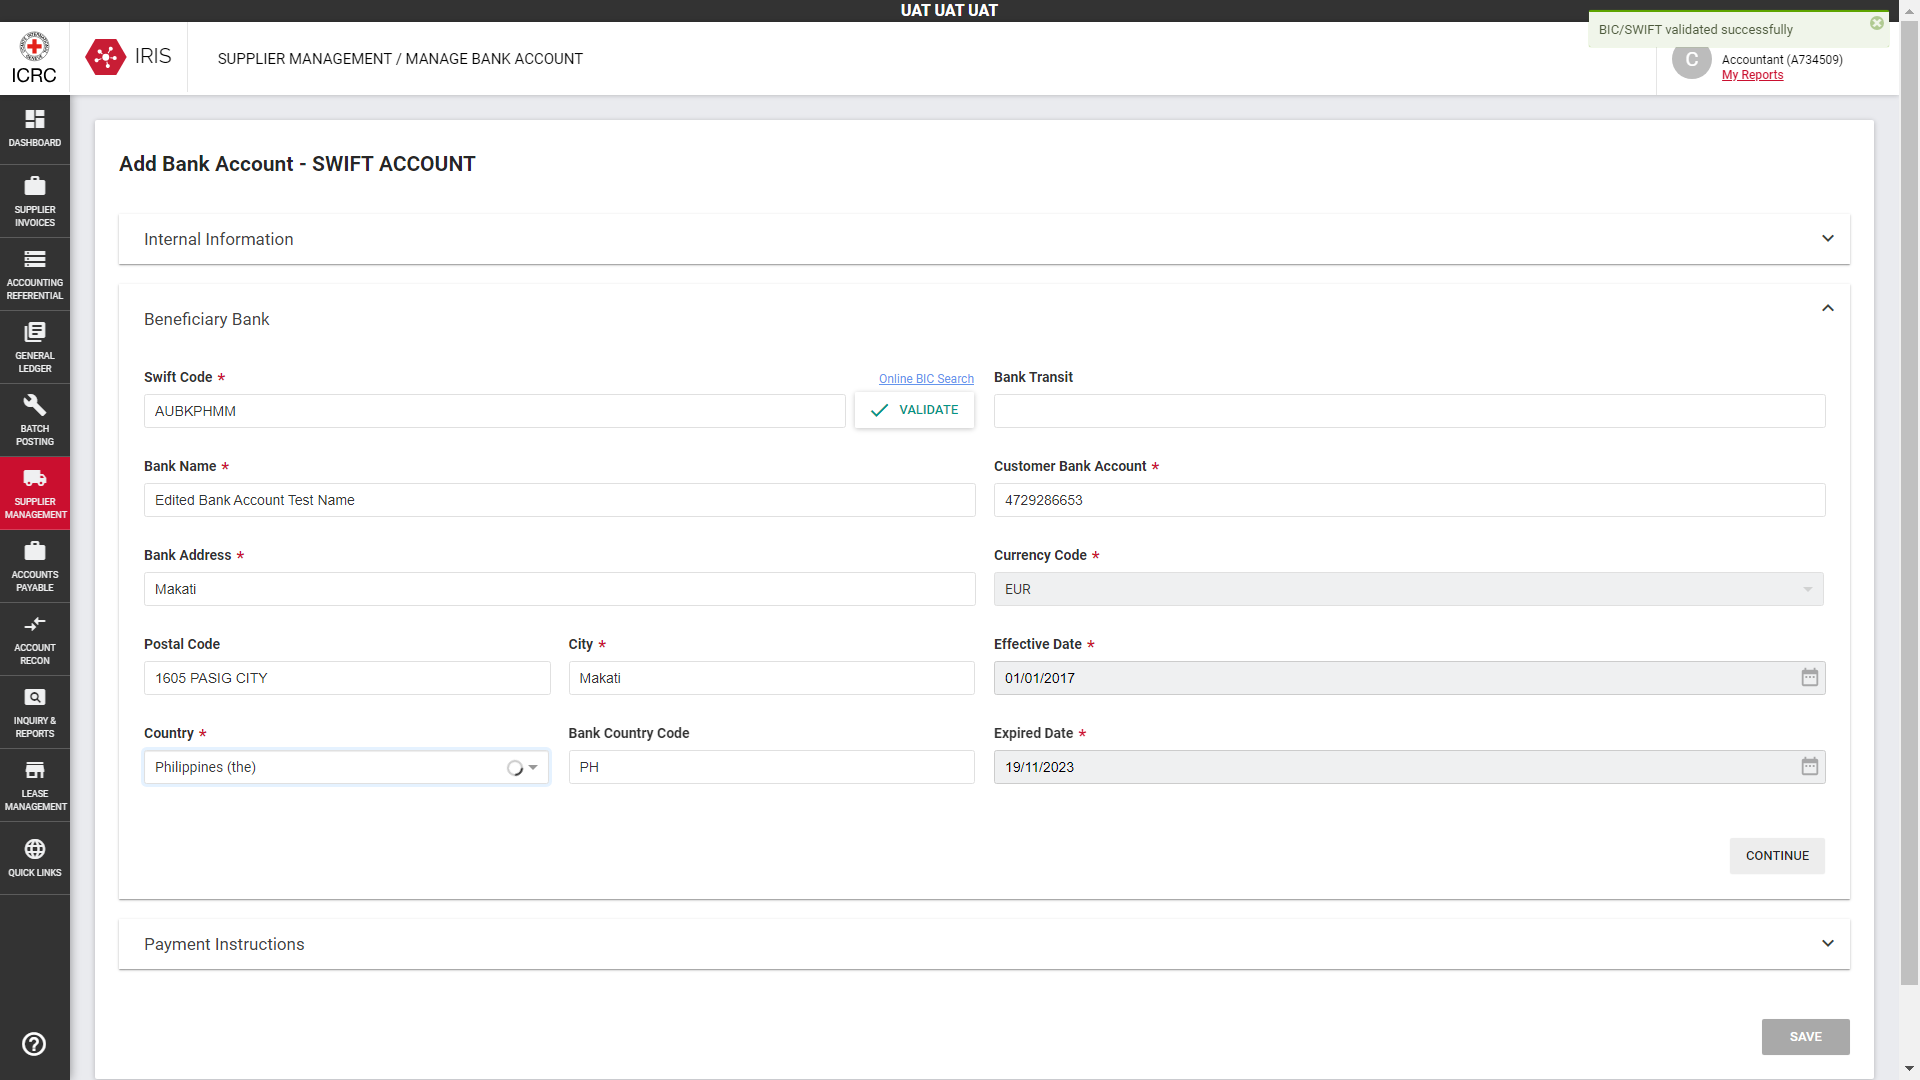 UAT UAT UAT
BIC/SWIFT validated successfully
ICRC
IRIS
SUPPLIER MANAGEMENT / MANAGE BANK ACCOUNT
C
Accountant (A734509)
My Reports
DASHBOARD
SUPPLIER
INVOICES
ACCOUNTING
REFERENTIAL
GENERAL
LEDGER
BATCH
POSTING
SUPPLIER
MANAGEMENT
ACCOUNTS
PAYABLE
ACCOUNT
RECON
INQUIRY &
REPORTS
LEASE
MANAGEMENT
QUICK LINKS
Add Bank Account - SWIFT ACCOUNT
Internal Information
Beneficiary Bank
Swift Code *
Online BIC Search
AUBKPHMM
VALIDATE
Bank Transit
Bank Name *
Edited Bank Account Test Name
Customer Bank Account *
4729286653
Bank Address *
Makati
Currency Code *
EUR
Postal Code
1605 PASIG CITY
City *
Makati
Effective Date *
01/01/2017
Country *
Philippines (the)
Bank Country Code
PH
Expired Date *
19/11/2023
CONTINUE
Payment Instructions
SAVE